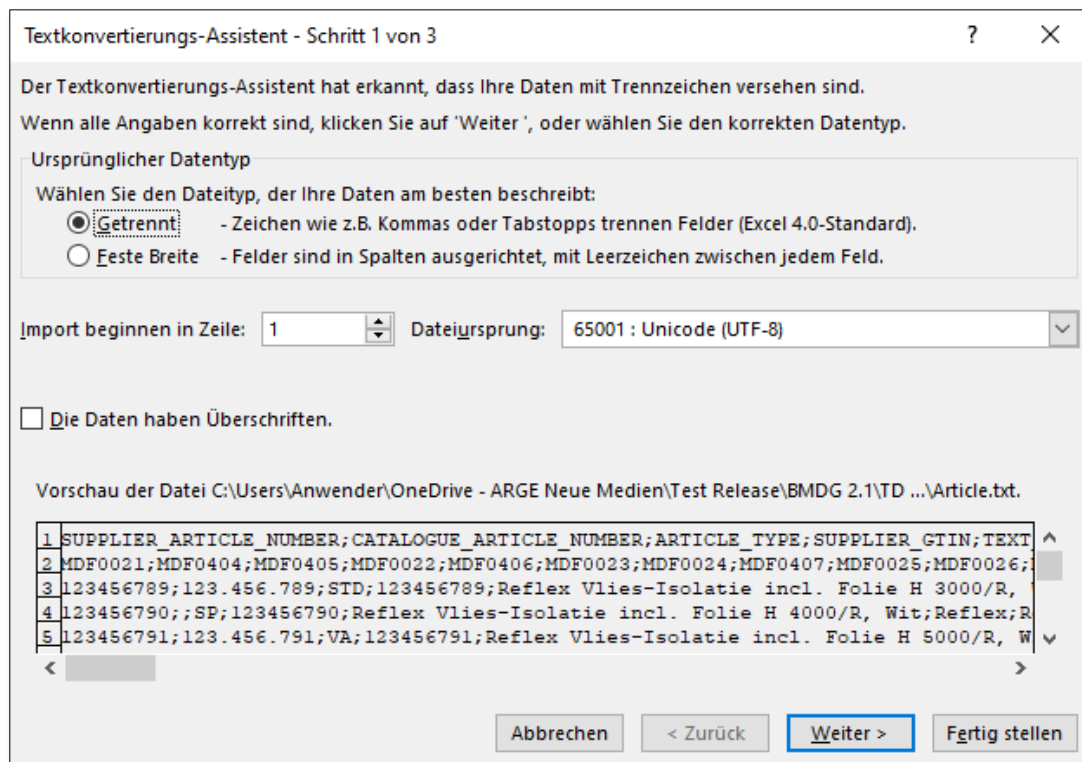 Textkonvertierungs-Assistent - Schritt 1 von 3 ? ×
Der Textkonvertierungs-Assistent hat erkannt, dass Ihre Daten mit Trennzeichen versehen sind.
Wenn alle Angaben korrekt sind, klicken Sie auf 'Weiter ', oder wählen Sie den korrekten Datentyp.
Ursprünglicher Datentyp
Wählen Sie den Dateityp, der Ihre Daten am besten beschreibt:
Getrennt - Zeichen wie z.B. Kommas oder Tabstopps trennen Felder (Excel 4.0-Standard).
Feste Breite - Felder sind in Spalten ausgerichtet, mit Leerzeichen zwischen jedem Feld.
Import beginnen in Zeile: 1 Dateiursprung: 65001 : Unicode (UTF-8)
Die Daten haben Überschriften.
Vorschau der Datei C:\Users\Anwender\OneDrive - ARGE Neue Medien\Test Release\BMDG 2.1\TD ...\Article.txt.
1 SUPPLIER_ARTICLE_NUMBER;CATALOGUE_ARTICLE_NUMBER;ARTICLE_TYPE;SUPPLIER_GTIN;TEXT
2 MDF0021;MDF0404;MDF0405;MDF0022;MDF0406;MDF0023;MDF0024;MDF0407;MDF0025;MDF0026;
3 123456789;123.456.789;STD;123456789;Reflex Vlies-Isolatie incl. Folie H 3000/R,
4 123456790;;SP;123456790;Reflex Vlies-Isolatie incl. Folie H 4000/R, Wit;Reflex;R
5 123456791;123.456.791;VA;123456791;Reflex Vlies-Isolatie incl. Folie H 5000/R, W
Abbrechen < Zurück Weiter > Fertig stellen